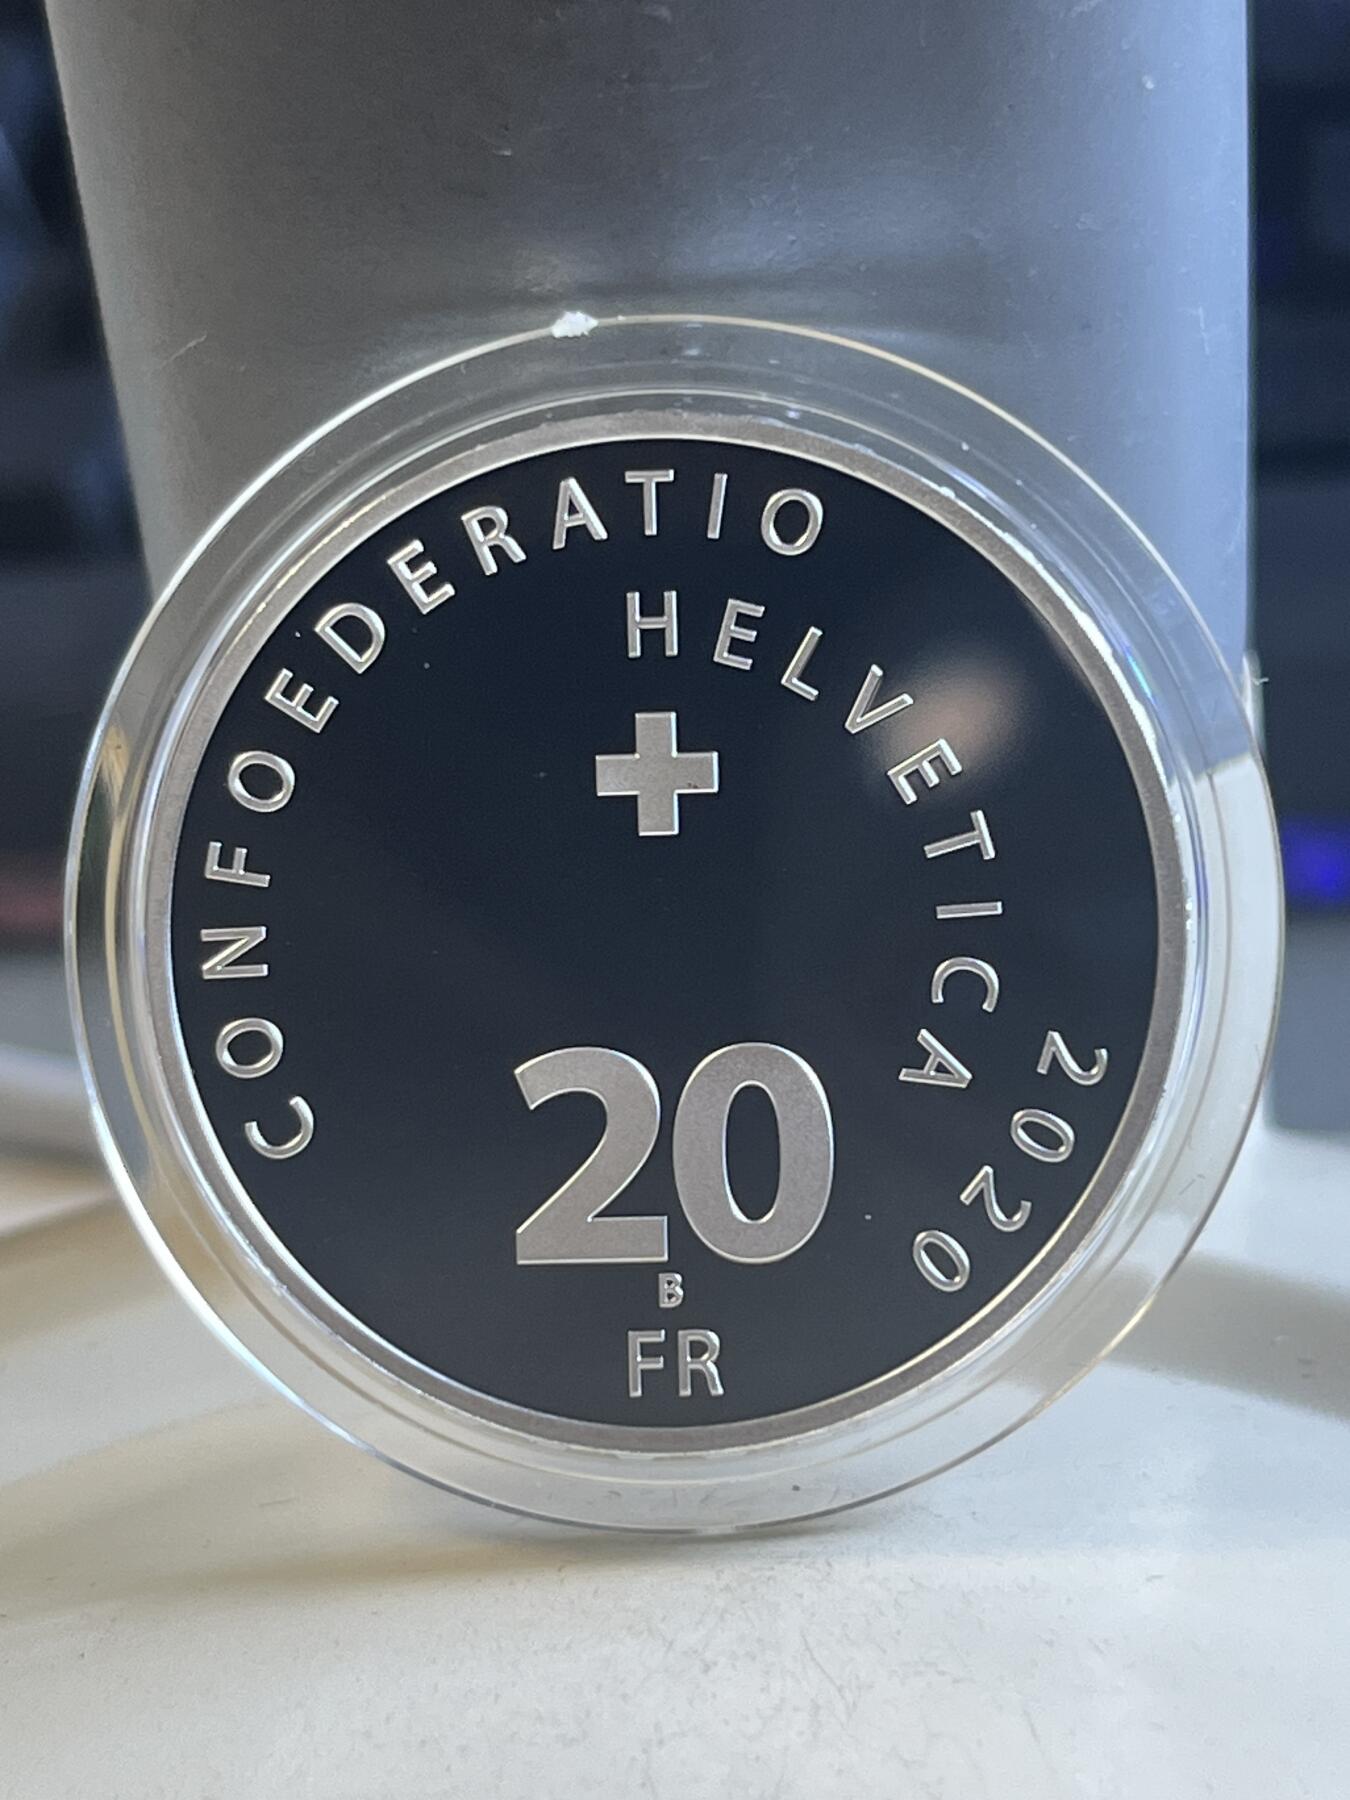 CONFOEDERATIO
HELVETICA
2020
20
B
FR